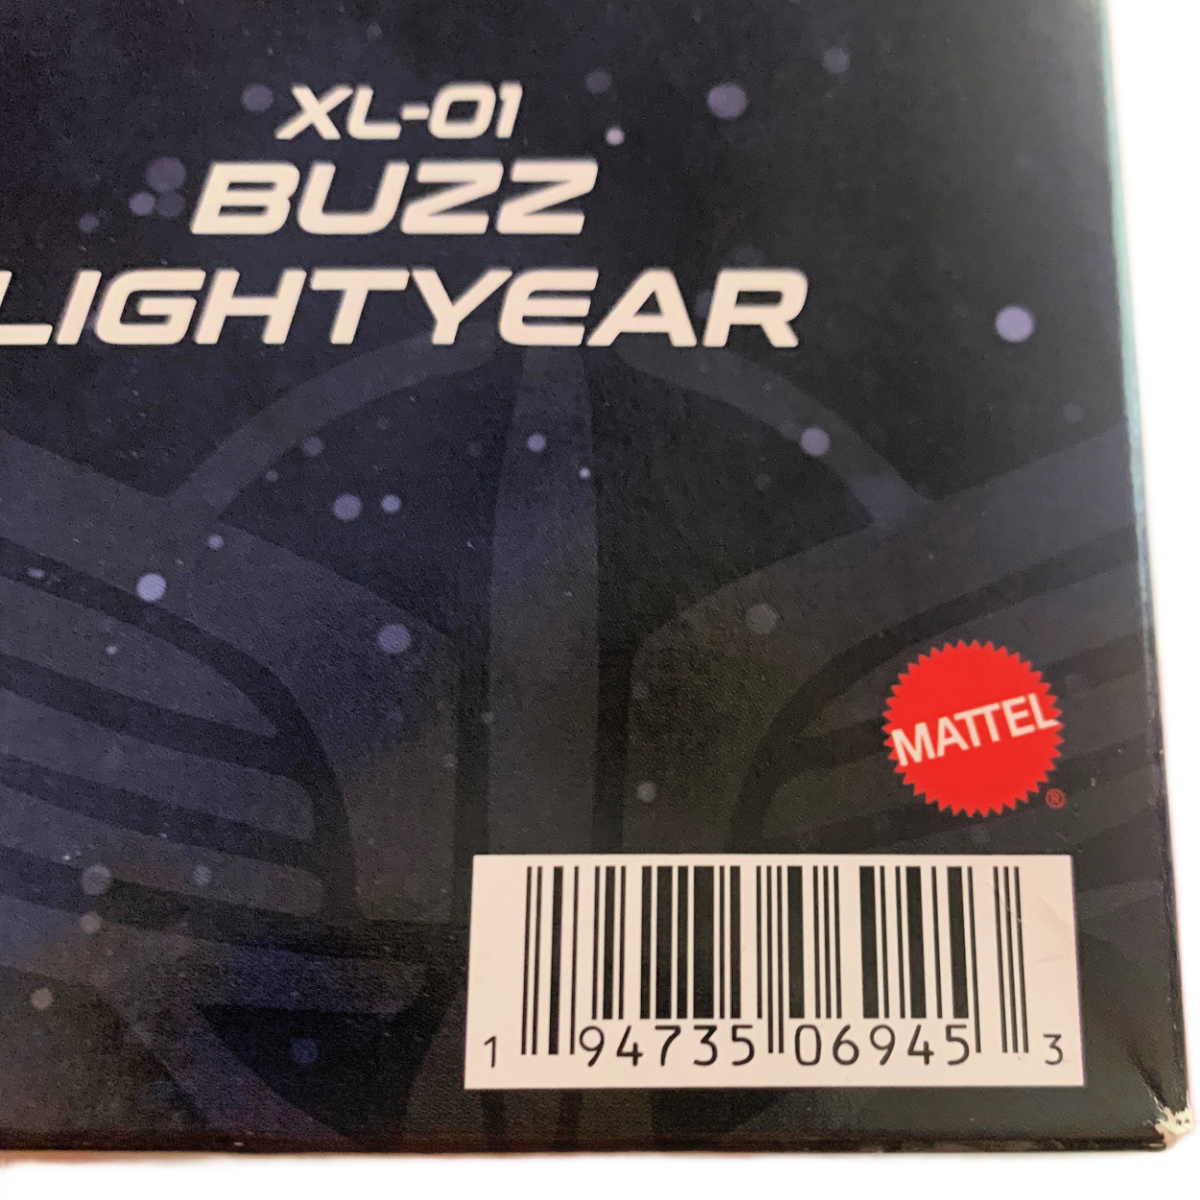 XL-01
BUZZ
LIGHTYEAR
MATTEL
®
1 94735 06945 3